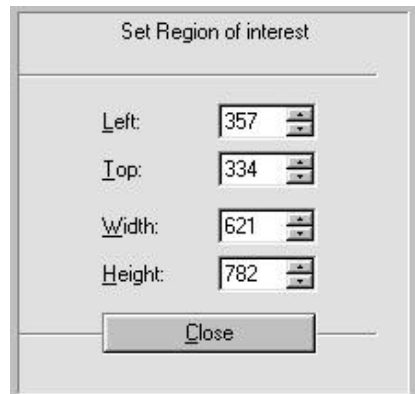 Set Region of interest
Left: 357
Top: 334
Width: 621
Height: 782
Close